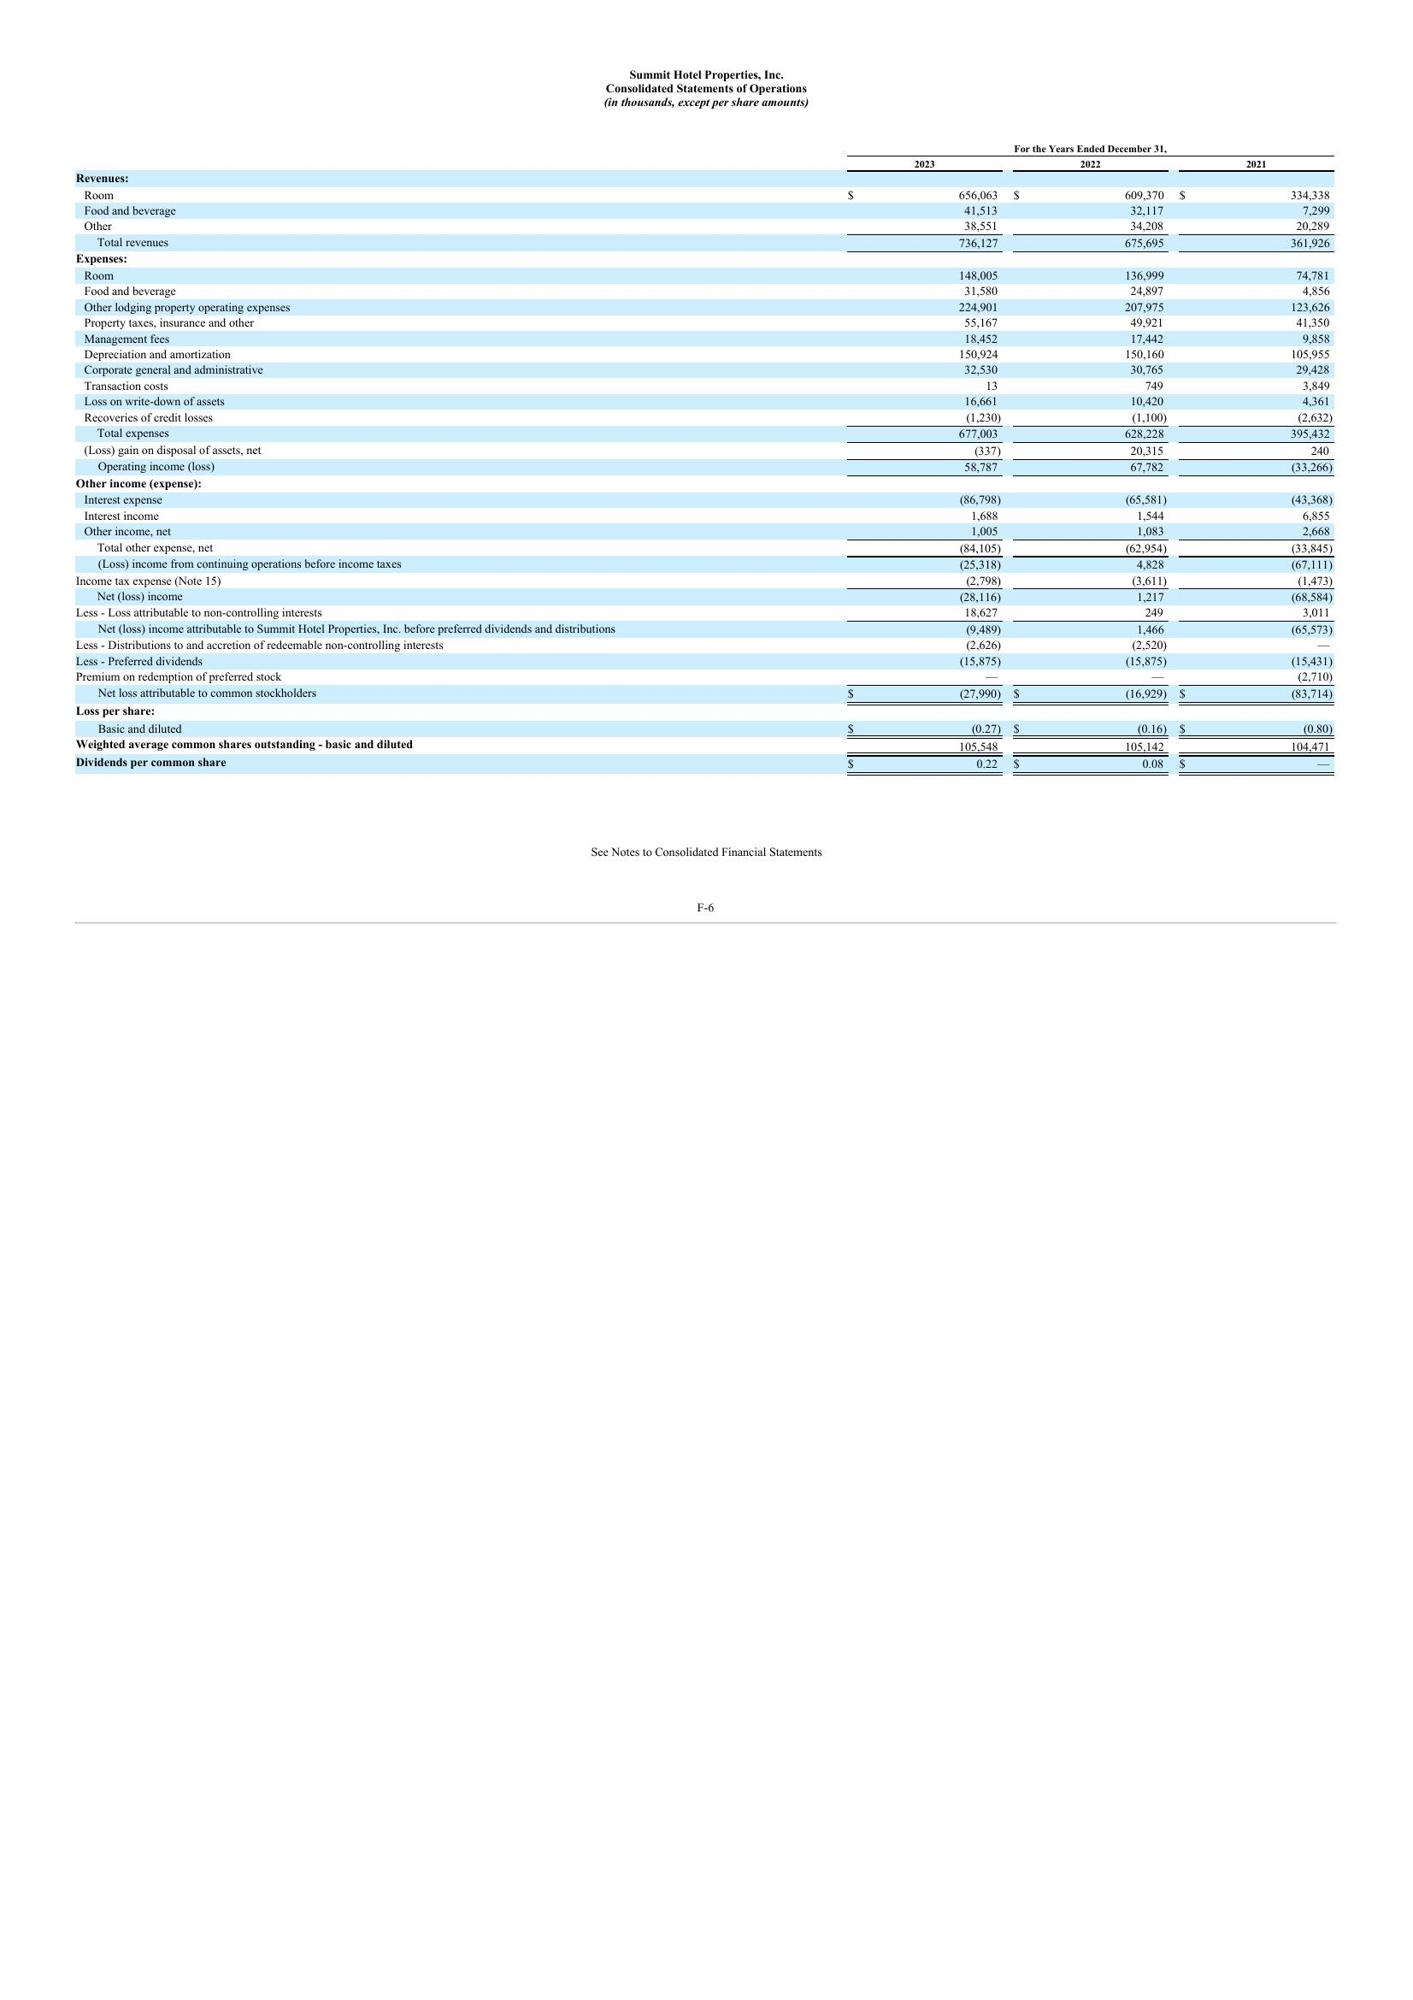 Summit Hotel Properties, Inc.
Consolidated Statements of Operations
(in thousands, except per share amounts)
For the Years Ended December 31,
2023 2022 2021
Revenues:
Room $ 656,063 $ 609,370 $ 334,338
Food and beverage 41,513 32,117 7,299
Other 38,551 34,208 20,289
Total revenues 736,127 675,695 361,926
Expenses:
Room 148,005 136,999 74,781
Food and beverage 31,580 24,897 4,856
Other lodging property operating expenses 224,901 207,975 123,626
Property taxes, insurance and other 55,167 49,921 41,350
Management fees 18,452 17,442 9,858
Depreciation and amortization 150,924 150,160 105,955
Corporate general and administrative 32,530 30,765 29,428
Transaction costs 13 749 3,849
Loss on write-down of assets 16,661 10,420 4,361
Recoveries of credit losses (1,230) (1,100) (2,632)
Total expenses 677,003 628,228 395,432
(Loss) gain on disposal of assets, net (337) 20,315 240
Operating income (loss) 58,787 67,782 (33,266)
Other income (expense):
Interest expense (86,798) (65,581) (43,368)
Interest income 1,688 1,544 6,855
Other income, net 1,005 1,083 2,668
Total other expense, net (84,105) (62,954) (33,845)
(Loss) income from continuing operations before income taxes (25,318) 4,828 (67,111)
Income tax expense (Note 15) (2,798) (3,611) (1,473)
Net (loss) income (28,116) 1,217 (68,584)
Less - Loss attributable to non-controlling interests 18,627 249 3,011
Net (loss) income attributable to Summit Hotel Properties, Inc. before preferred dividends and distributions (9,489) 1,466 (65,573)
Less - Distributions to and accretion of redeemable non-controlling interests (2,626) (2,520) —
Less - Preferred dividends (15,875) (15,875) (15,431)
Premium on redemption of preferred stock — — (2,710)
Net loss attributable to common stockholders $ (27,990) $ (16,929) $ (83,714)
Loss per share:
Basic and diluted $ (0.27) $ (0.16) $ (0.80)
Weighted average common shares outstanding - basic and diluted 105,548 105,142 104,471
Dividends per common share $ 0.22 $ 0.08 $ —
See Notes to Consolidated Financial Statements
F-6